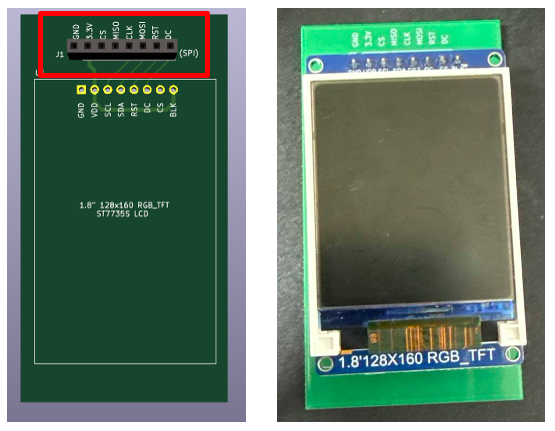 GND 3.3V CS MISO CLK MOSI RST DC
J1 (SPI)
U
GND VDD SCL SDA RST DC CS BLK
1.8" 128x160 RGB_TFT
ST7735S LCD
GND 3.3V CS MISO CLK MOSI RST DC
1.8'128X160 RGB_TFT